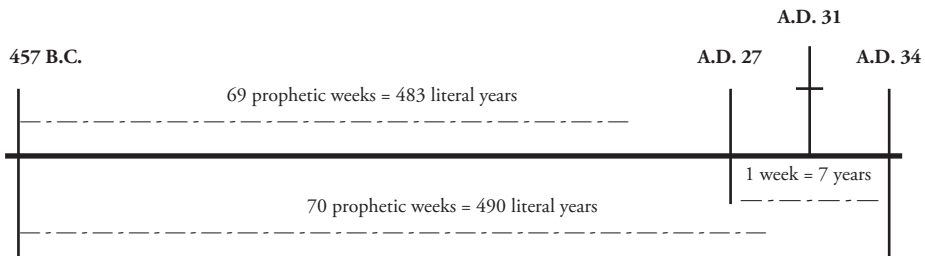 A.D. 31
457 B.C.
A.D. 27
A.D. 34
69 prophetic weeks = 483 literal years
1 week = 7 years
70 prophetic weeks = 490 literal years